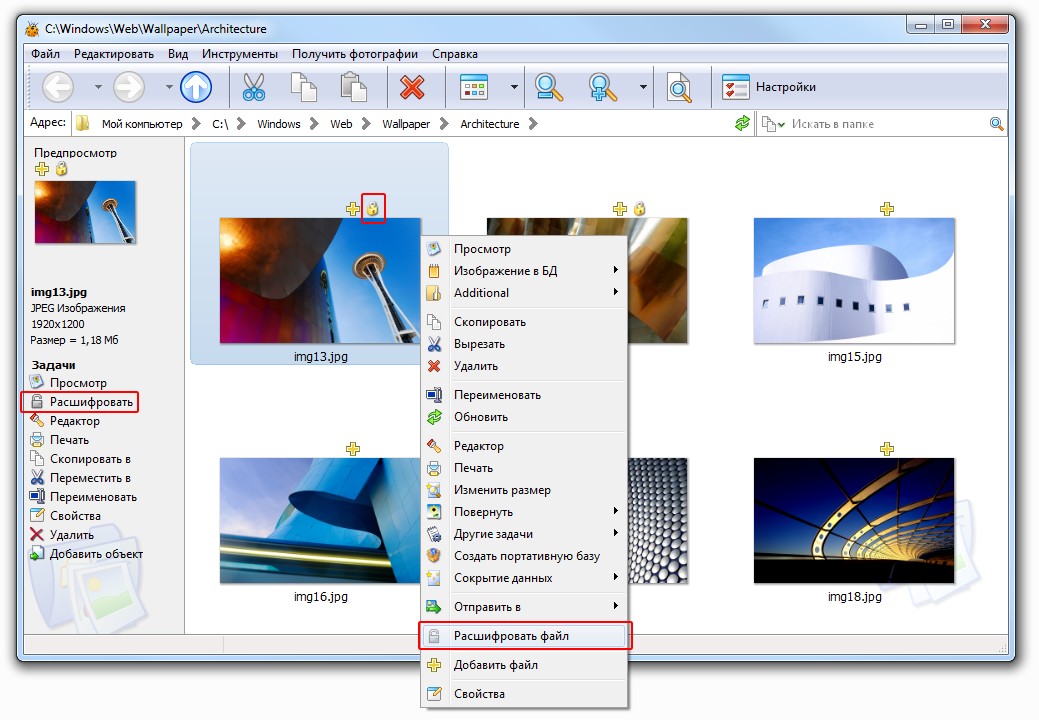 C:\Windows\Web\Wallpaper\Architecture
Файл Редактировать Вид Инструменты Получить фотографии Справка
Настройки
Адрес: Мой компьютер C:\ Windows Web Wallpaper Architecture Искать в папке
Предпросмотр
img13.jpg
JPEG Изображения
1920x1200
Размер = 1,18 Мб
Задачи
Просмотр
Расшифровать
Редактор
Печать
Скопировать в
Переместить в
Переименовать
Свойства
Удалить
Добавить объект
img13.jpg
img15.jpg
img16.jpg
img18.jpg
Просмотр
Изображение в БД
Additional
Скопировать
Вырезать
Удалить
Переименовать
Обновить
Редактор
Печать
Изменить размер
Повернуть
Другие задачи
Создать портативную базу
Сокрытие данных
Отправить в
Расшифровать файл
Добавить файл
Свойства